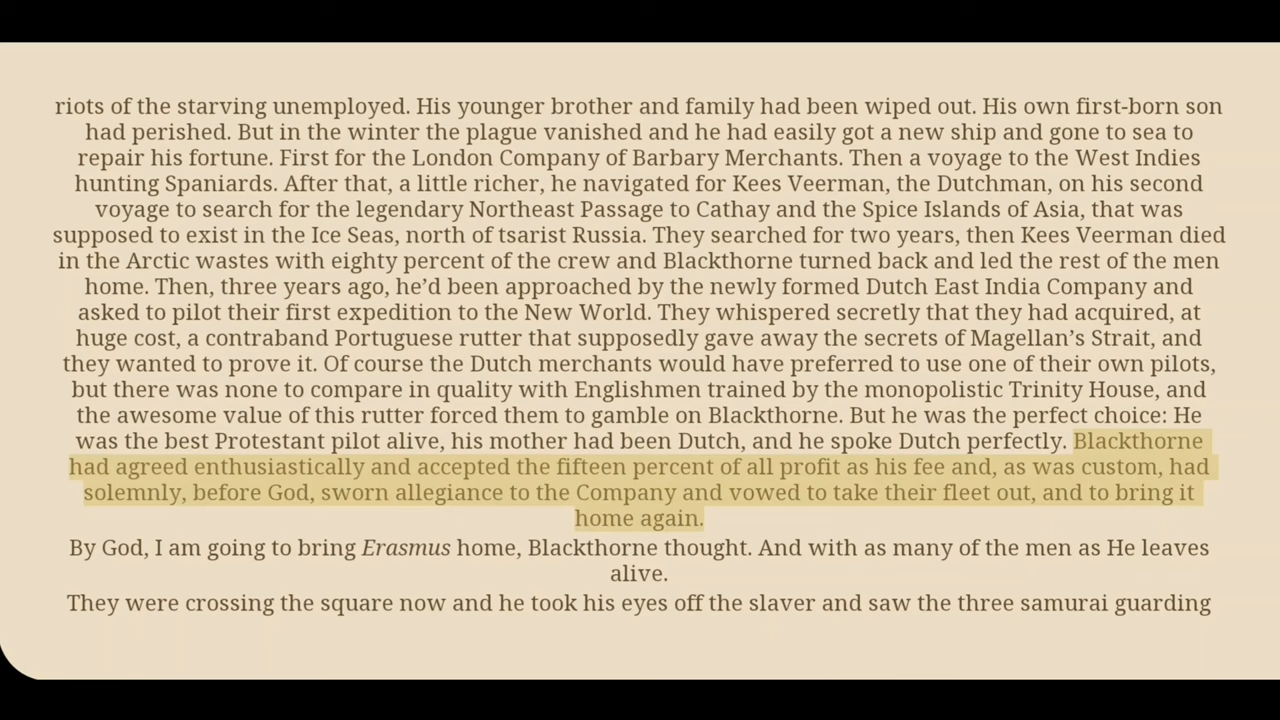 riots of the starving unemployed. His younger brother and family had been wiped out. His own first-born son
had perished. But in the winter the plague vanished and he had easily got a new ship and gone to sea to
repair his fortune. First for the London Company of Barbary Merchants. Then a voyage to the West Indies
hunting Spaniards. After that, a little richer, he navigated for Kees Veerman, the Dutchman, on his second
voyage to search for the legendary Northeast Passage to Cathay and the Spice Islands of Asia, that was
supposed to exist in the Ice Seas, north of tsarist Russia. They searched for two years, then Kees Veerman died
in the Arctic wastes with eighty percent of the crew and Blackthorne turned back and led the rest of the men
home. Then, three years ago, he’d been approached by the newly formed Dutch East India Company and
asked to pilot their first expedition to the New World. They whispered secretly that they had acquired, at
huge cost, a contraband Portuguese rutter that supposedly gave away the secrets of Magellan’s Strait, and
they wanted to prove it. Of course the Dutch merchants would have preferred to use one of their own pilots,
but there was none to compare in quality with Englishmen trained by the monopolistic Trinity House, and
the awesome value of this rutter forced them to gamble on Blackthorne. But he was the perfect choice: He
was the best Protestant pilot alive, his mother had been Dutch, and he spoke Dutch perfectly. Blackthorne
had agreed enthusiastically and accepted the fifteen percent of all profit as his fee and, as was custom, had
solemnly, before God, sworn allegiance to the Company and vowed to take their fleet out, and to bring it
home again.
By God, I am going to bring Erasmus home, Blackthorne thought. And with as many of the men as He leaves
alive.
They were crossing the square now and he took his eyes off the slaver and saw the three samurai guarding